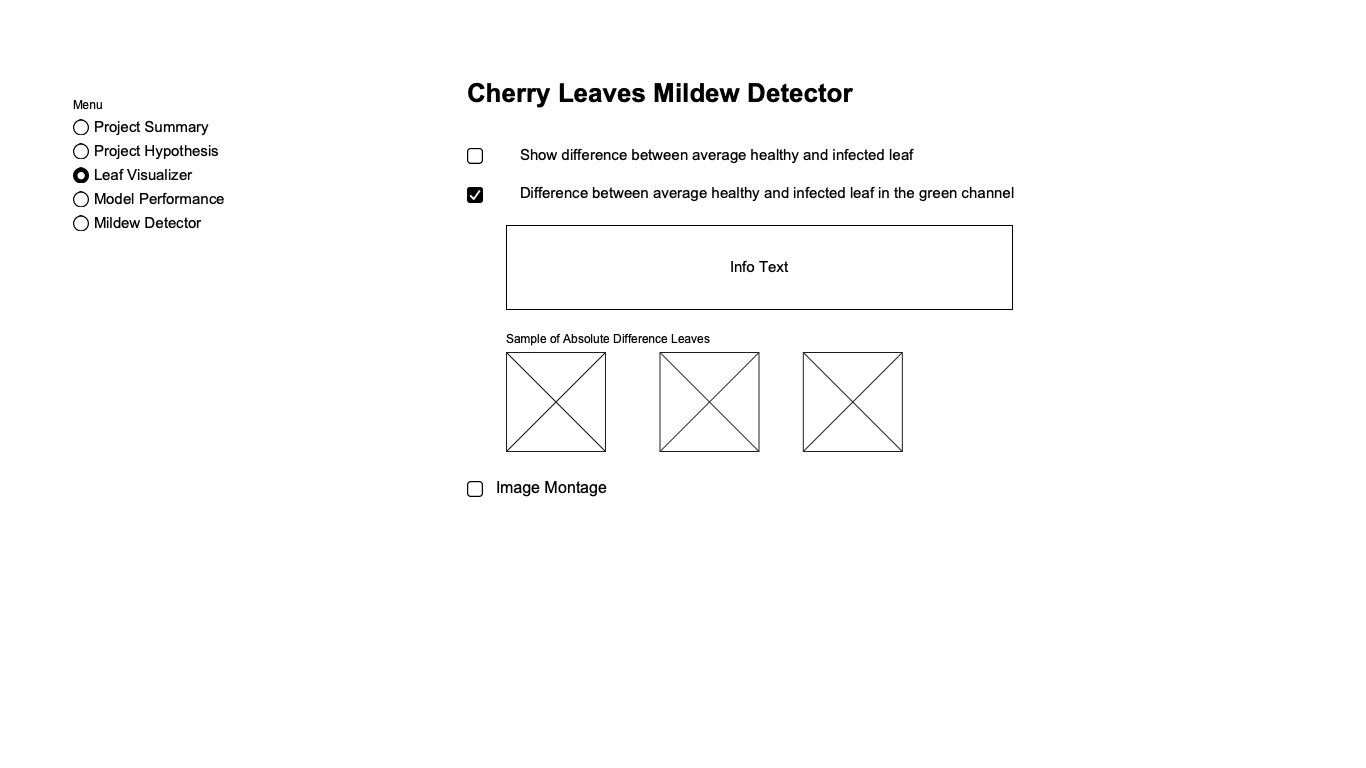 Menu
Project Summary
Project Hypothesis
Leaf Visualizer
Model Performance
Mildew Detector
Cherry Leaves Mildew Detector
Show difference between average healthy and infected leaf
Difference between average healthy and infected leaf in the green channel
Info Text
Sample of Absolute Difference Leaves
Image Montage